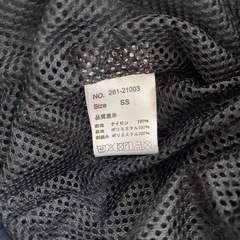 NO. 281-21003
Size SS
品質表示
表地 ナイロン 100%
裏地 ポリエステル100%
ポリエステル100%